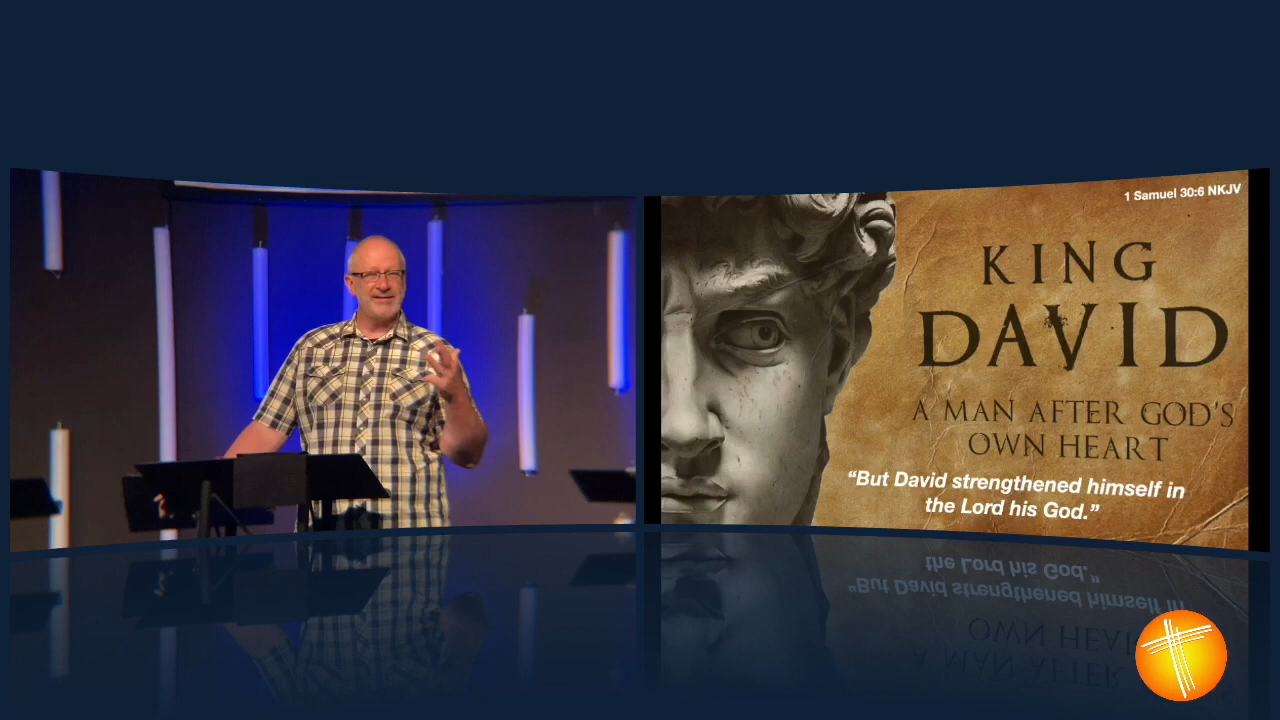 1 Samuel 30:6 NKJV
KING
DAVID
A MAN AFTER GOD'S
OWN HEART
“But David strengthened himself in
the Lord his God.”